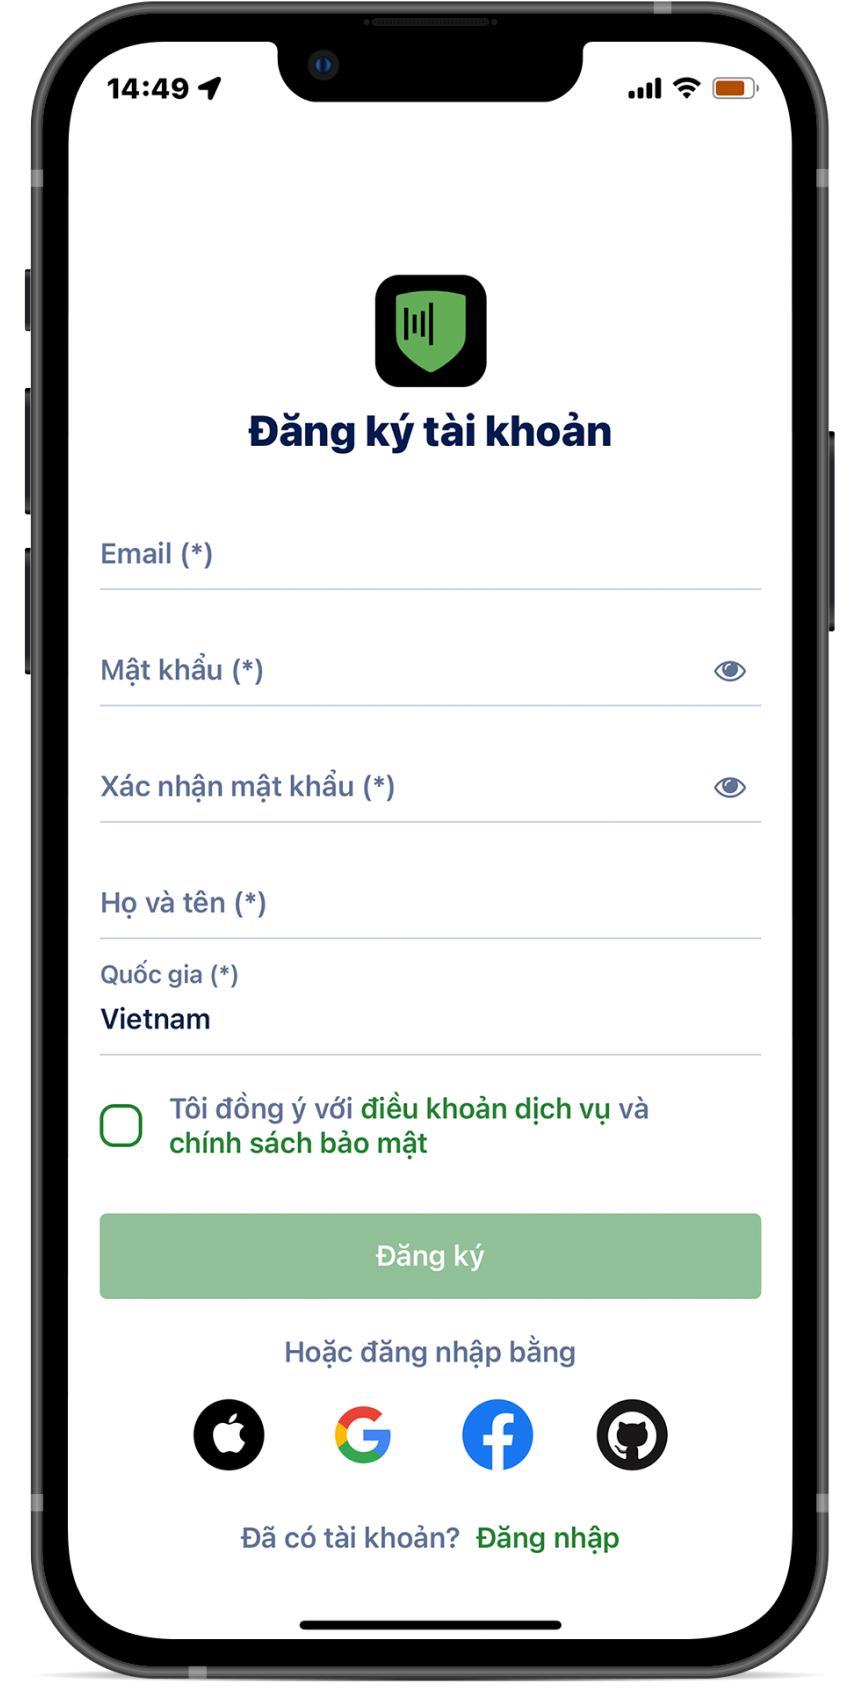 14:49
Đăng ký tài khoản
Email (*)
Mật khẩu (*)
Xác nhận mật khẩu (*)
Họ và tên (*)
Quốc gia (*)
Vietnam
Tôi đồng ý với điều khoản dịch vụ và
chính sách bảo mật
Đăng ký
Hoặc đăng nhập bằng
Đã có tài khoản? Đăng nhập